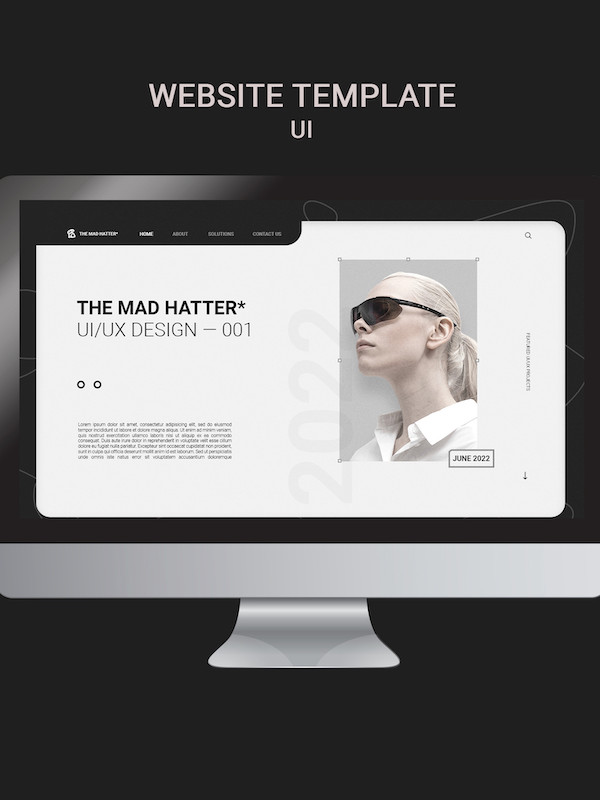 WEBSITE TEMPLATE
UI
THE MAD HATTER*
HOME
ABOUT
SOLUTIONS
CONTACT US
THE MAD HATTER*
UI/UX DESIGN — 001
2022
JUNE 2022
FEATURED UI/UX PROJECTS
Lorem ipsum dolor sit amet, consectetur adipiscing elit, sed do eiusmod
tempor incididunt ut labore et dolore magna aliqua. Ut enim ad minim veniam,
quis nostrud exercitation ullamco laboris nisi ut aliquip ex ea commodo
consequat. Duis aute irure dolor in reprehenderit in voluptate velit esse cillum
dolore eu fugiat nulla pariatur. Excepteur sint occaecat cupidatat non proident,
sunt in culpa qui officia deserunt mollit anim id est laborum. Sed ut perspiciatis
unde omnis iste natus error sit voluptatem accusantium doloremque